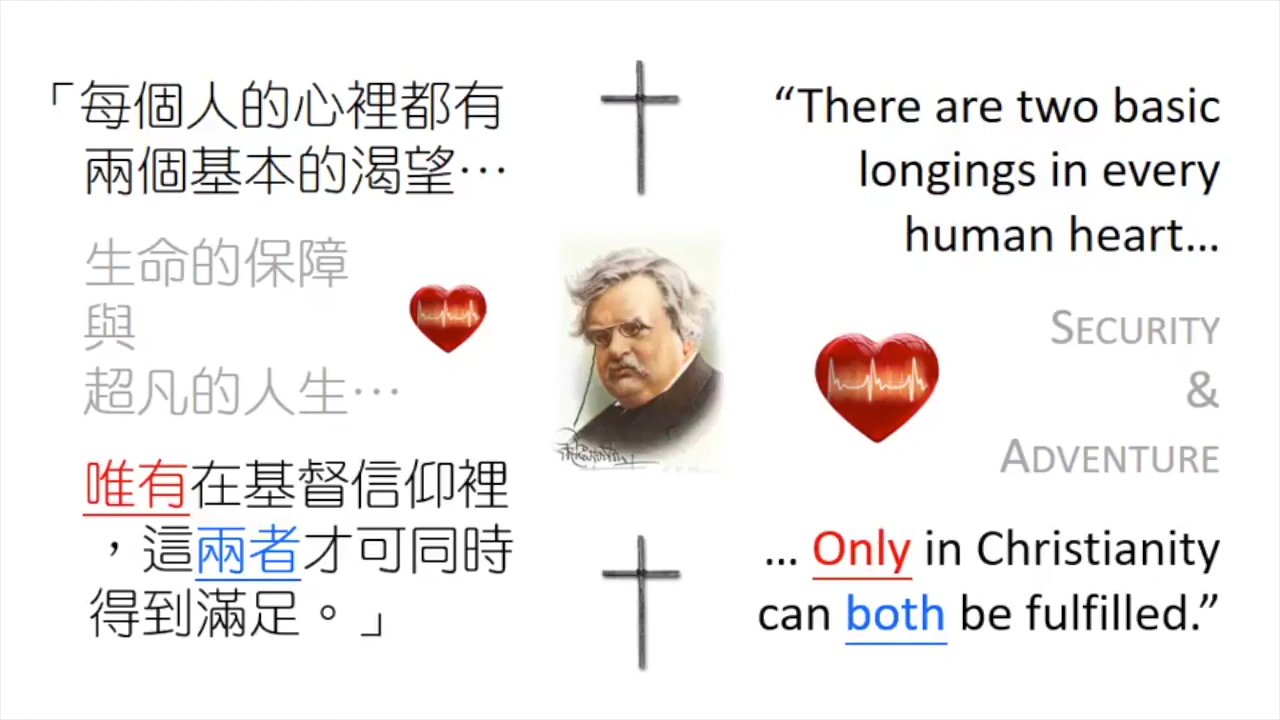 「每個人的心裡都有
兩個基本的渴望…
生命的保障
與
超凡的人生…
唯有在基督信仰裡
，這兩者才可同時
得到滿足。」
“There are two basic
longings in every
human heart...
SECURITY
&
ADVENTURE
... Only in Christianity
can both be fulfilled.”